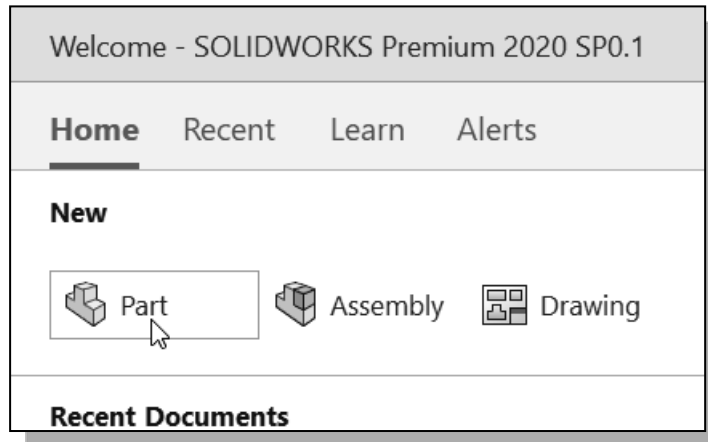 Welcome - SOLIDWORKS Premium 2020 SP0.1
Home Recent Learn Alerts
New
Part Assembly Drawing
Recent Documents